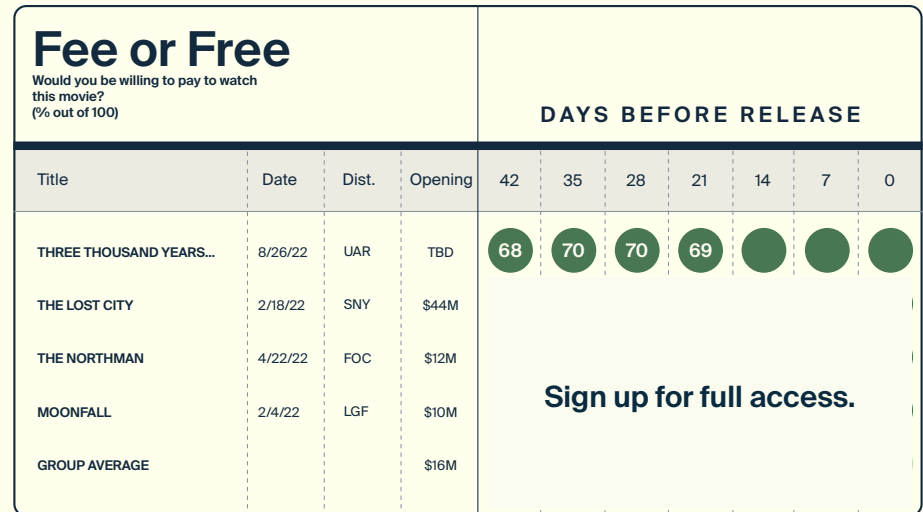 Fee or Free
Would you be willing to pay to watch
this movie?
(% out of 100)
DAYS BEFORE RELEASE
Title Date Dist. Opening 42 35 28 21 14 7 0
THREE THOUSAND YEARS... 8/26/22 UAR TBD 68 70 70 69
THE LOST CITY 2/18/22 SNY $44M
THE NORTHMAN 4/22/22 FOC $12M
Sign up for full access.
MOONFALL 2/4/22 LGF $10M
GROUP AVERAGE $16M